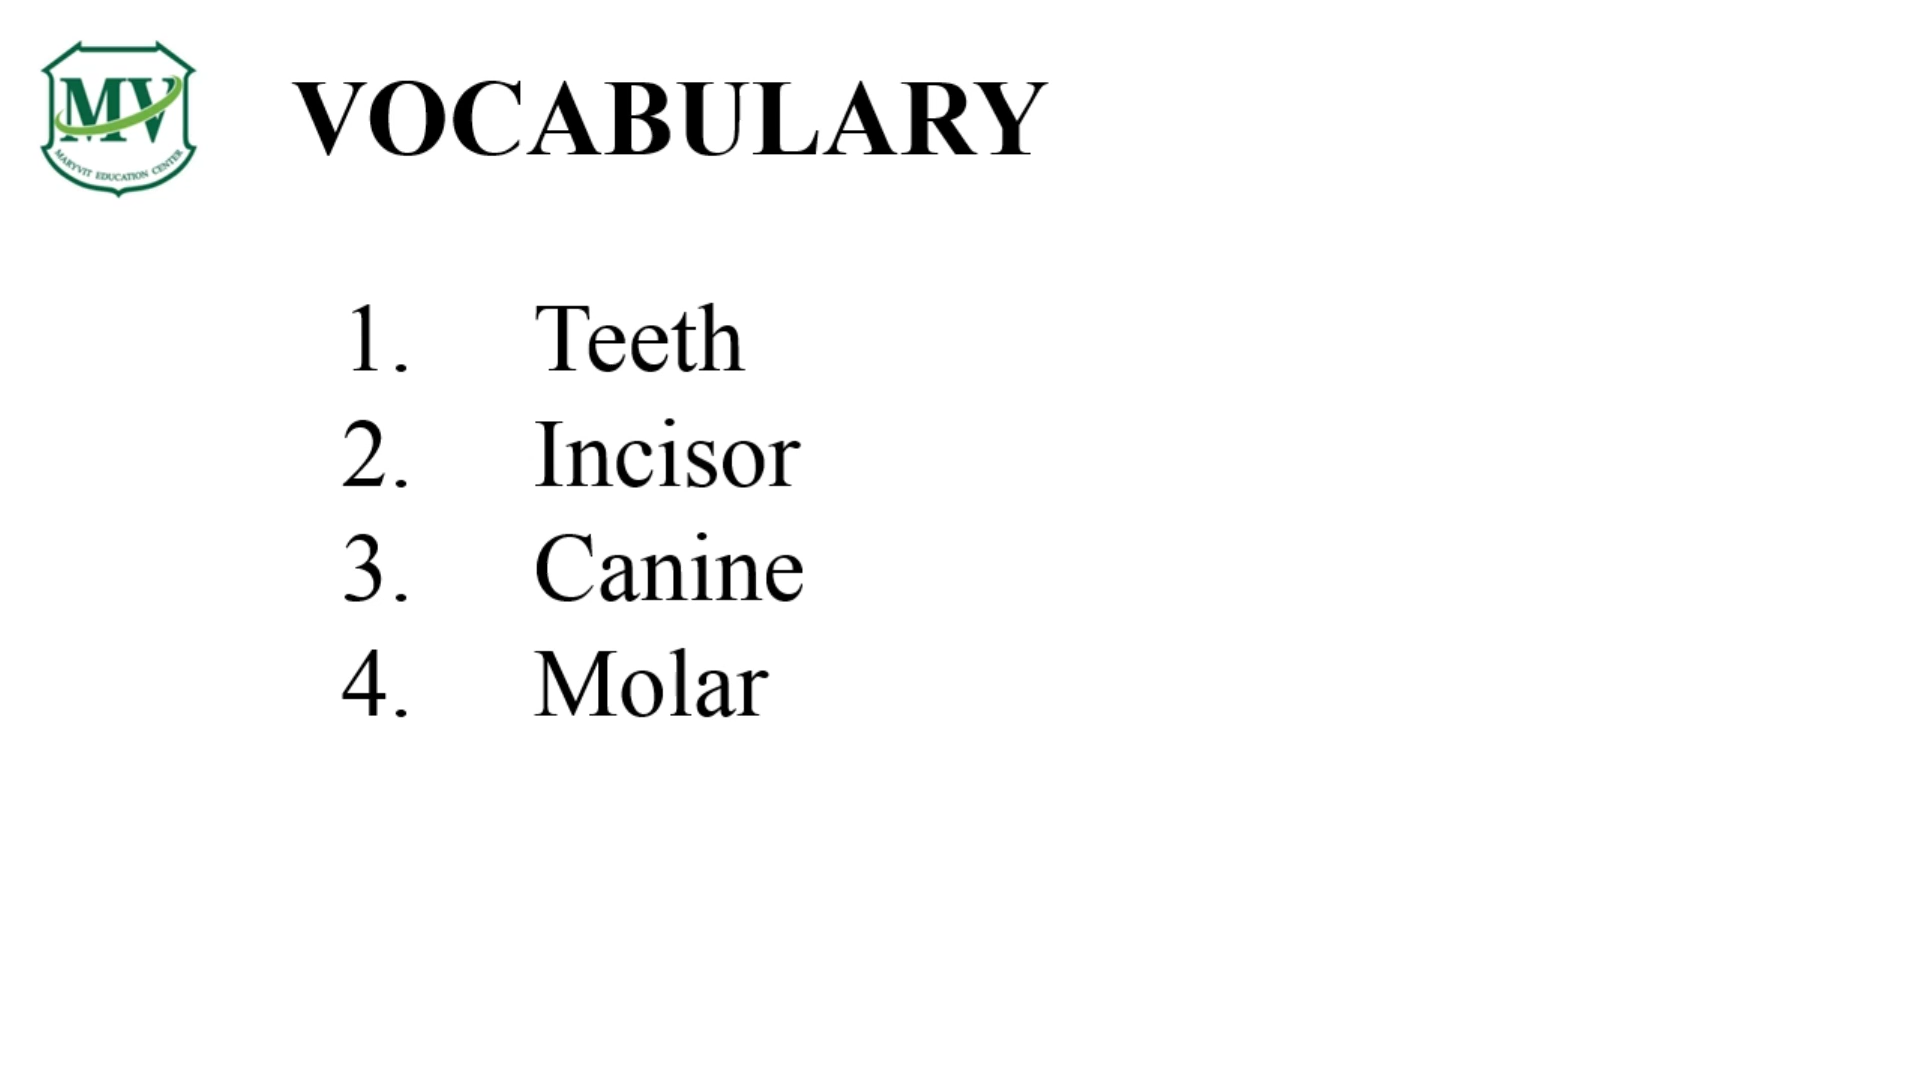 MV
MARYVIT EDUCATION CENTER
VOCABULARY
1. Teeth
2. Incisor
3. Canine
4. Molar